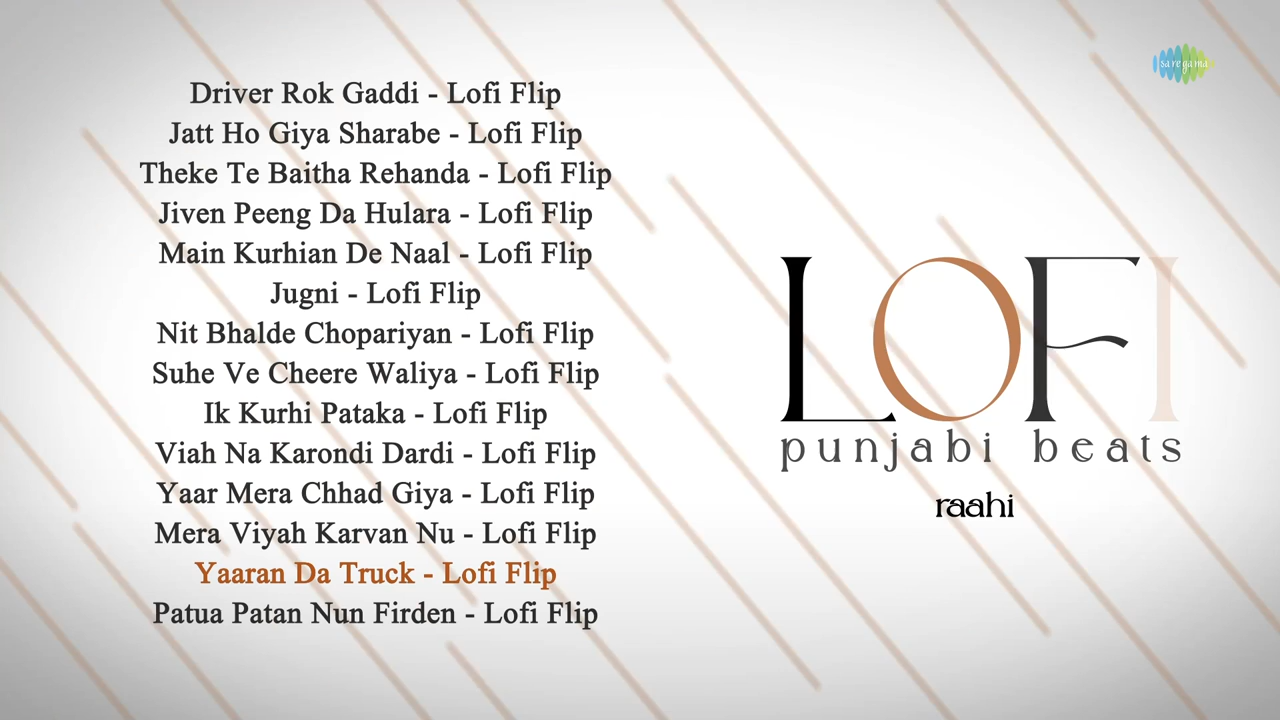 Driver Rok Gaddi - Lofi Flip
Jatt Ho Giya Sharabe - Lofi Flip
Theke Te Baitha Rehanda - Lofi Flip
Jiven Peeng Da Hulara - Lofi Flip
Main Kurhian De Naal - Lofi Flip
Jugni - Lofi Flip
Nit Bhalde Chopariyan - Lofi Flip
Suhe Ve Cheere Waliya - Lofi Flip
Ik Kurhi Pataka - Lofi Flip
Viah Na Karondi Dardi - Lofi Flip
Yaar Mera Chhad Giya - Lofi Flip
Mera Viyah Karvan Nu - Lofi Flip
Yaaran Da Truck - Lofi Flip
Patua Patan Nun Firden - Lofi Flip
sa re ga ma
LOFI
punjabi beats
raahi